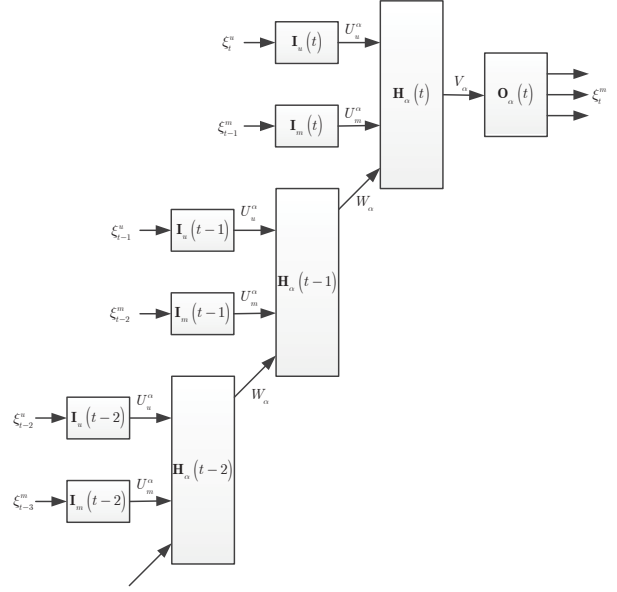 ξₜᵘ I_u(t) U_u^α H_α(t) V_α O_α(t) ξ_t^m
ξ_{t−1}^m I_m(t) U_m^α
W_α
ξ_{t−1}^u I_u(t−1) U_u^α H_α(t−1)
ξ_{t−2}^m I_m(t−1) U_m^α
W_α
ξ_{t−2}^u I_u(t−2) U_u^α H_α(t−2)
ξ_{t−3}^m I_m(t−2) U_m^α